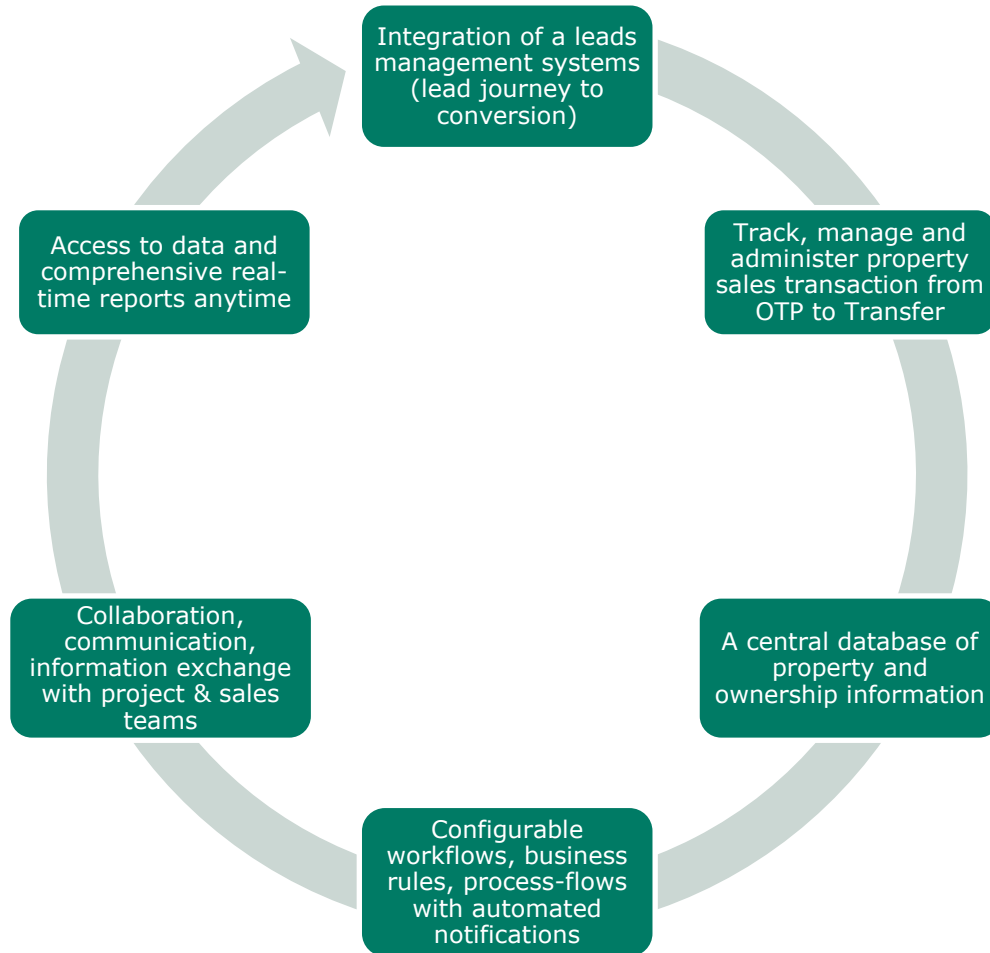 Integration of a leads
management systems
(lead journey to
conversion)
Track, manage and
administer property
sales transaction from
OTP to Transfer
A central database of
property and
ownership information
Configurable
workflows, business
rules, process-flows
with automated
notifications
Collaboration,
communication,
information exchange
with project & sales
teams
Access to data and
comprehensive real-
time reports anytime